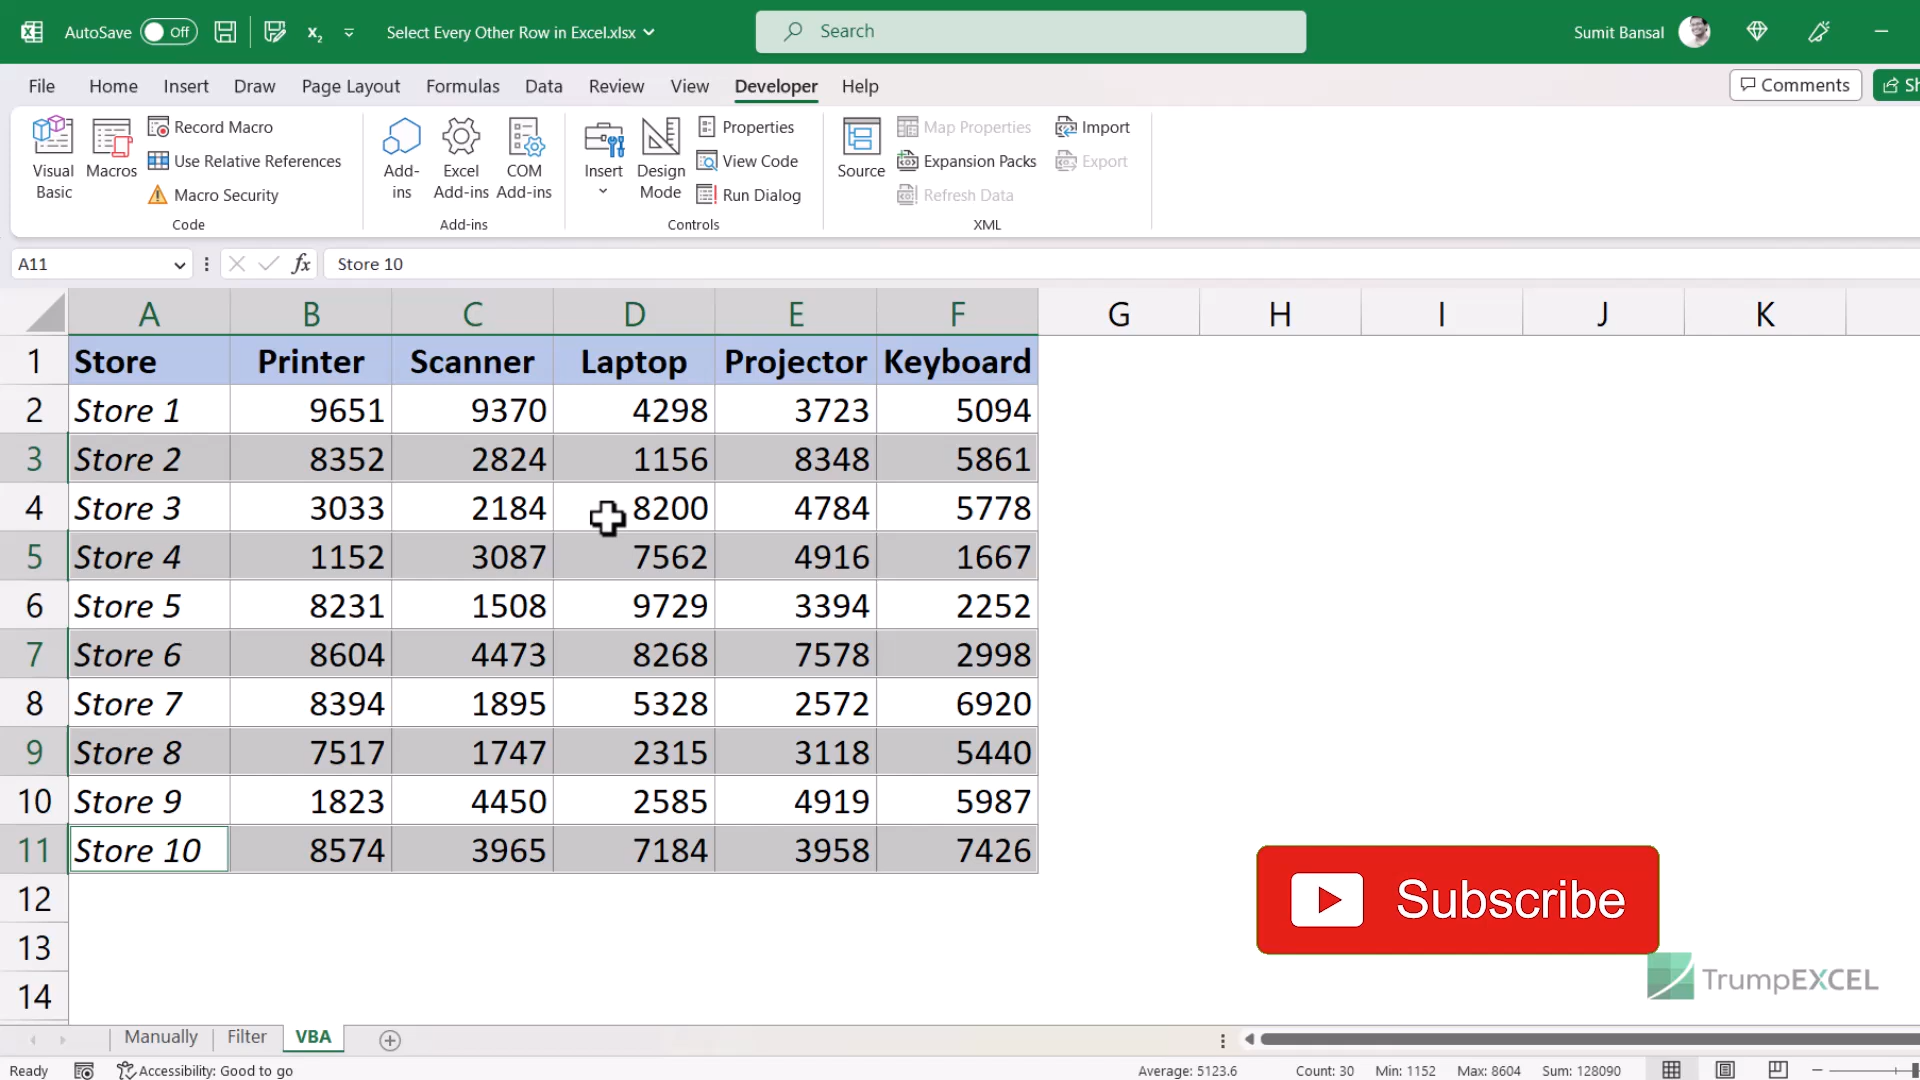 AutoSave Off Select Every Other Row in Excel.xlsx Search Sumit Bansal
File Home Insert Draw Page Layout Formulas Data Review View Developer Help Comments Sh
Visual Basic
Macros
Record Macro
Use Relative References
Macro Security
Code
Add-ins
Excel Add-ins
COM Add-ins
Add-ins
Insert
Design Mode
Properties
View Code
Run Dialog
Controls
Source
Map Properties
Expansion Packs
Refresh Data
Import
Export
XML
A11 fx Store 10
A B C D E F G H I J K
1 Store Printer Scanner Laptop Projector Keyboard
2 Store 1 9651 9370 4298 3723 5094
3 Store 2 8352 2824 1156 8348 5861
4 Store 3 3033 2184 8200 4784 5778
5 Store 4 1152 3087 7562 4916 1667
6 Store 5 8231 1508 9729 3394 2252
7 Store 6 8604 4473 8268 7578 2998
8 Store 7 8394 1895 5328 2572 6920
9 Store 8 7517 1747 2315 3118 5440
10 Store 9 1823 4450 2585 4919 5987
11 Store 10 8574 3965 7184 3958 7426
12
13
14
Subscribe
TrumpEXCEL
Manually Filter VBA
Ready Accessibility: Good to go Average: 5123.6 Count: 30 Min: 1152 Max: 8604 Sum: 128090